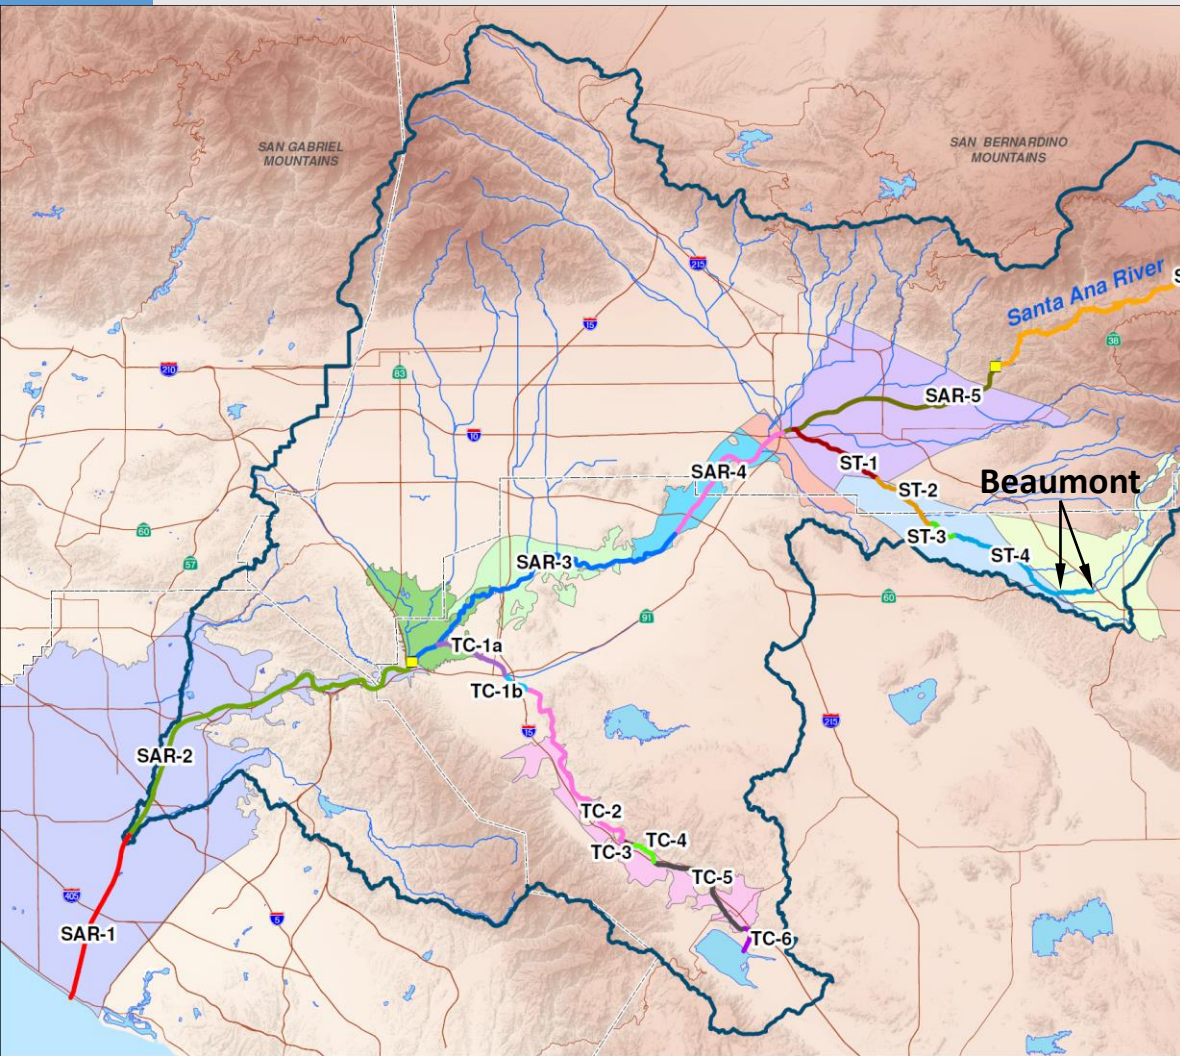 SAN GABRIEL
MOUNTAINS
SAN BERNARDINO
MOUNTAINS
215
Santa Ana River
S
15
38
210
83
SAR-5
10
SAR-4
ST-1
Beaumont
ST-2
60
ST-3
57
SAR-3
ST-4
60
91
TC-1a
TC-1b
215
15
SAR-2
TC-2
TC-4
TC-3
TC-5
405
5
SAR-1
TC-6